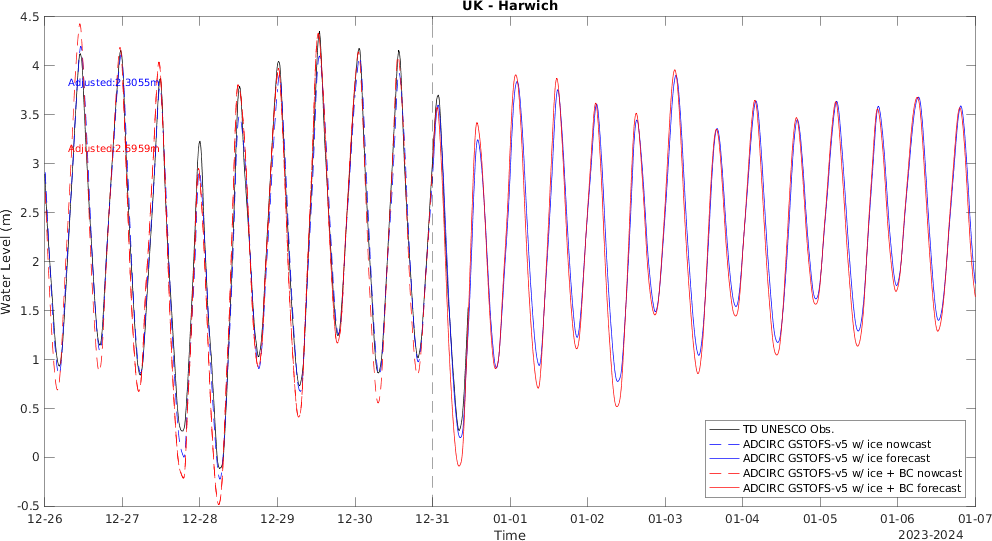 UK - Harwich
4.5
4
3.5
3
2.5
2
1.5
1
0.5
0
-0.5
Water Level (m)
Adjusted:2.3055m
Adjusted:2.5959m
TD UNESCO Obs.
ADCIRC GSTOFS-v5 w/ ice nowcast
ADCIRC GSTOFS-v5 w/ ice forecast
ADCIRC GSTOFS-v5 w/ ice + BC nowcast
ADCIRC GSTOFS-v5 w/ ice + BC forecast
12-26 12-27 12-28 12-29 12-30 12-31 01-01 01-02 01-03 01-04 01-05 01-06 01-07
Time
2023-2024